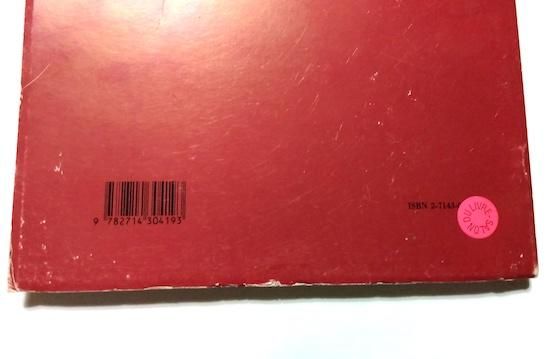 9 782714 304193
ISBN 2-7143-
SALON DU LIVRE